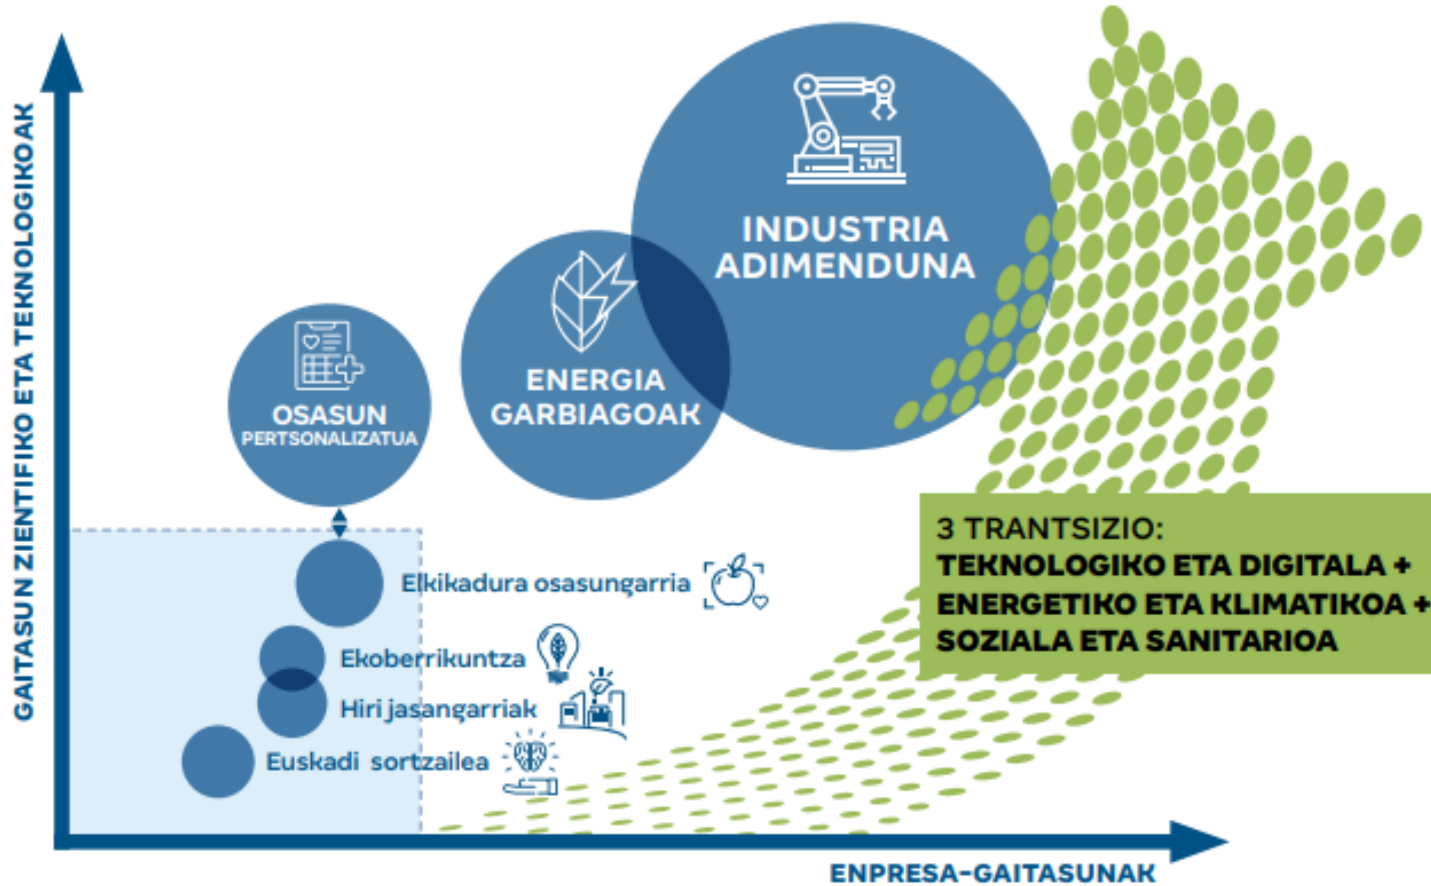 GAITASUN ZIENTIFIKO ETA TEKNOLOGIKOAK
INDUSTRIA
ADIMENDUNA
ENERGIA
GARBIAGOAK
OSASUN
PERTSONALIZATUA
3 TRANTSIZIO:
TEKNOLOGIKO ETA DIGITALA +
ENERGETIKO ETA KLIMATIKOA +
SOZIALA ETA SANITARIOA
Elkikadura osasungarria
Ekoberrikuntza
Hiri jasangarriak
Euskadi sortzailea
ENPRESA-GAITASUNAK